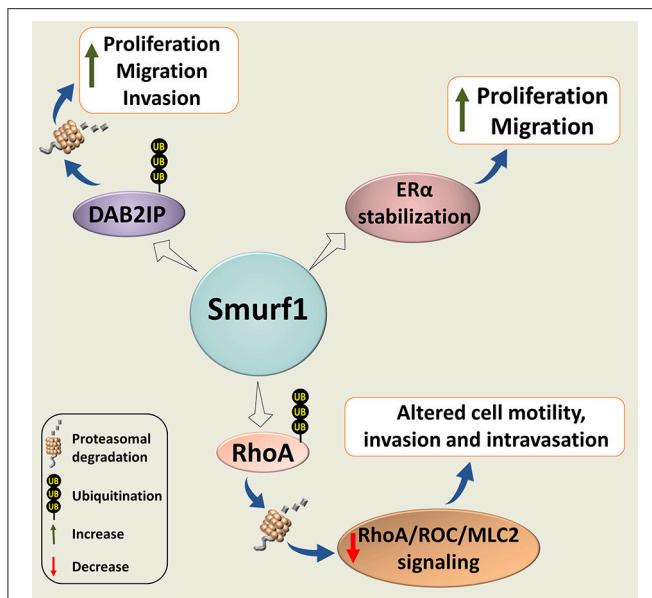 Proliferation
Migration
Invasion
UB
UB
UB
DAB2IP
Proliferation
Migration
ERα
stabilization
Smurf1
UB
UB
UB
RhoA
Altered cell motility,
invasion and intravasation
RhoA/ROC/MLC2
signaling
Proteasomal
degradation
UB
UB
UB
Ubiquitination
Increase
Decrease